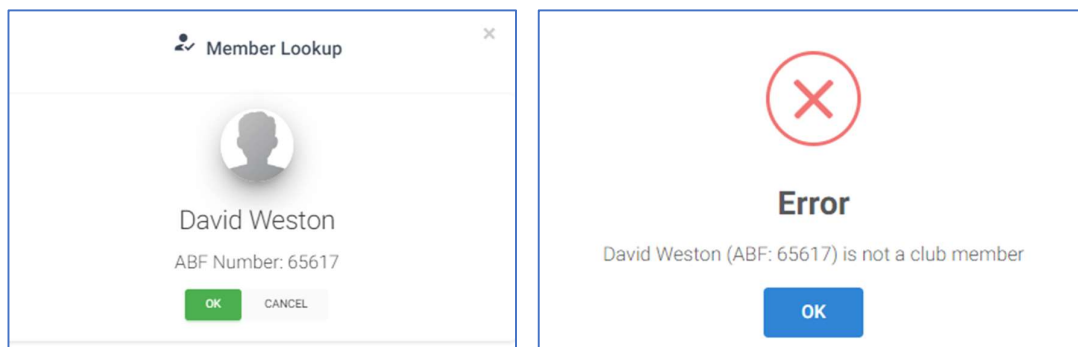 Member Lookup
×
David Weston
ABF Number: 65617
OK CANCEL
Error
David Weston (ABF: 65617) is not a club member
OK